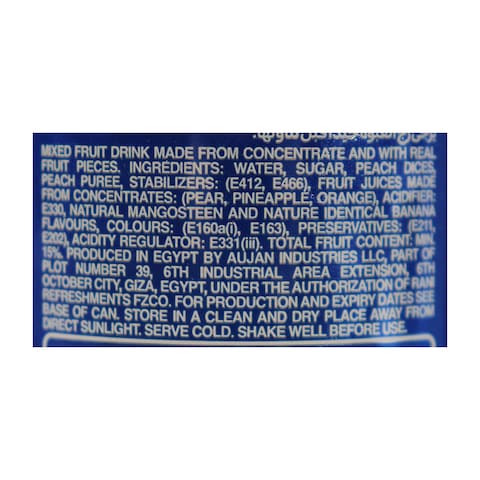 MIXED FRUIT DRINK MADE FROM CONCENTRATE AND WITH REAL
FRUIT PIECES. INGREDIENTS: WATER, SUGAR, PEACH DICES,
PEACH PUREE, STABILIZERS: (E412, E466), FRUIT JUICES MADE
FROM CONCENTRATES: (PEAR, PINEAPPLE, ORANGE), ACIDIFIER:
E330, NATURAL MANGOSTEEN AND NATURE IDENTICAL BANANA
FLAVOURS, COLOURS: (E160a(i), E163), PRESERVATIVES: (E211,
E202), ACIDITY REGULATOR: E331(iii). TOTAL FRUIT CONTENT: MIN.
15%. PRODUCED IN EGYPT BY AUJAN INDUSTRIES LLC, PART OF
PLOT NUMBER 39, 6TH INDUSTRIAL AREA EXTENSION, 6TH
OCTOBER CITY, GIZA, EGYPT, UNDER THE AUTHORIZATION OF RANI
REFRESHMENTS FZCO. FOR PRODUCTION AND EXPIRY DATES SEE
BASE OF CAN. STORE IN A CLEAN AND DRY PLACE AWAY FROM
DIRECT SUNLIGHT. SERVE COLD. SHAKE WELL BEFORE USE.